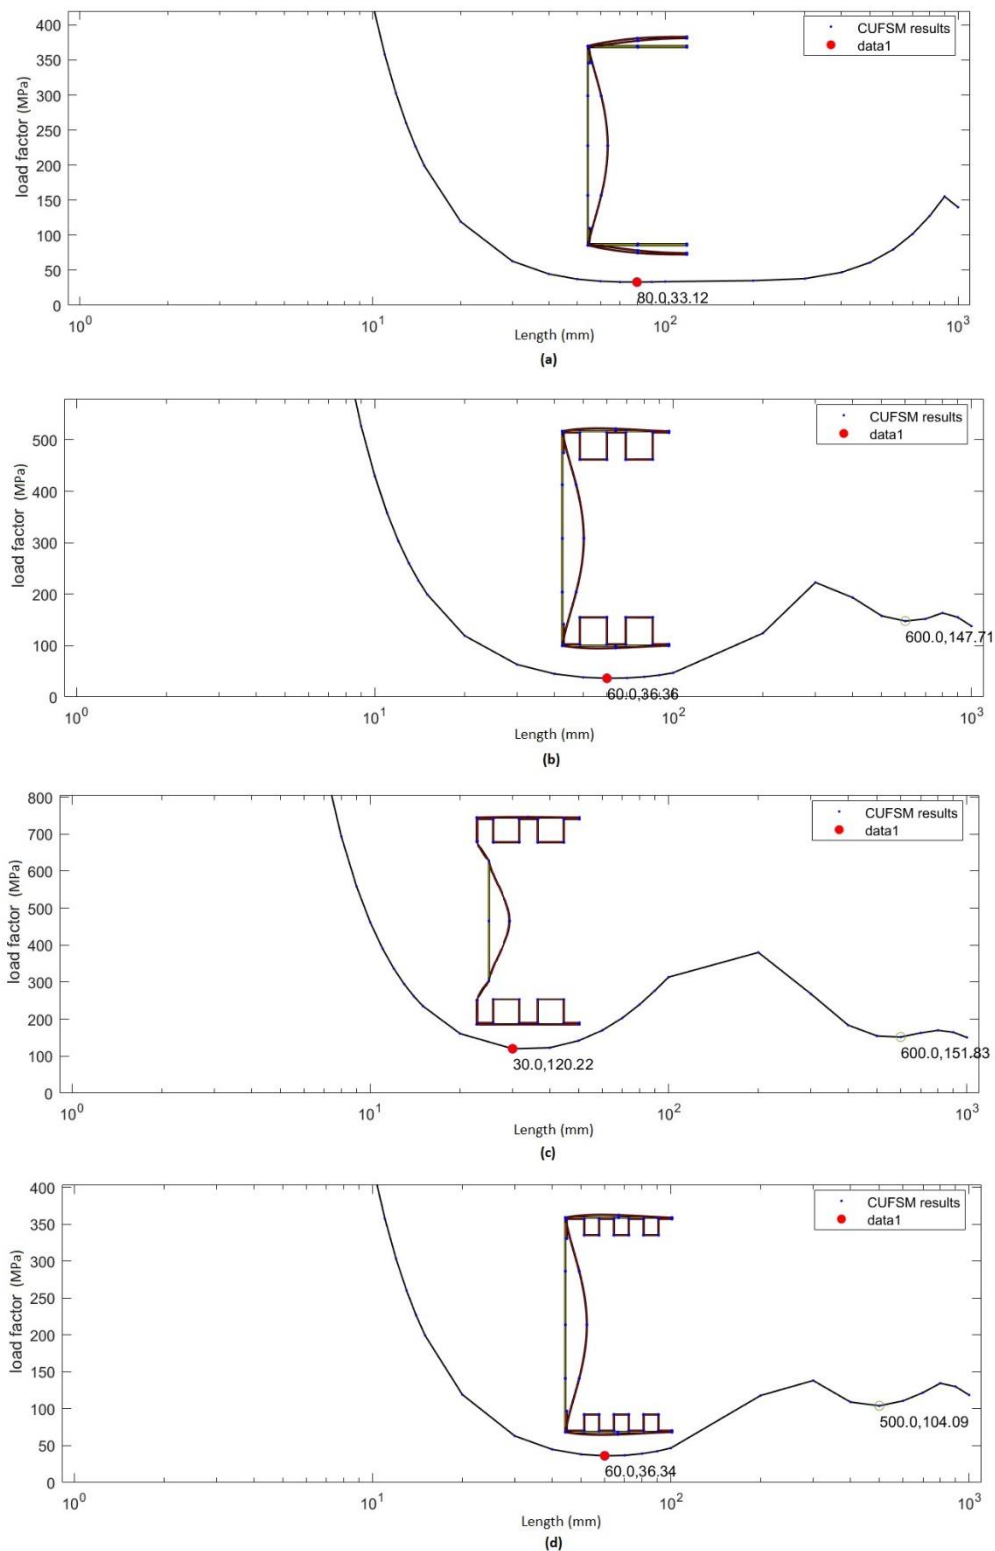 400
350
300
250
200
150
100
50
0
load factor (MPa)
CUFSM results
data1
80.0,33.12
10⁰
10¹
10²
10³
Length (mm)
(a)
500
400
300
200
100
0
load factor (MPa)
CUFSM results
data1
600.0,147.71
60.0,36.36
10⁰
10¹
10²
10³
Length (mm)
(b)
800
700
600
500
400
300
200
100
0
load factor (MPa)
CUFSM results
data1
600.0,151.83
30.0,120.22
10⁰
10¹
10²
10³
Length (mm)
(c)
400
350
300
250
200
150
100
50
0
load factor (MPa)
CUFSM results
data1
500.0,104.09
60.0,36.34
10⁰
10¹
10²
10³
Length (mm)
(d)